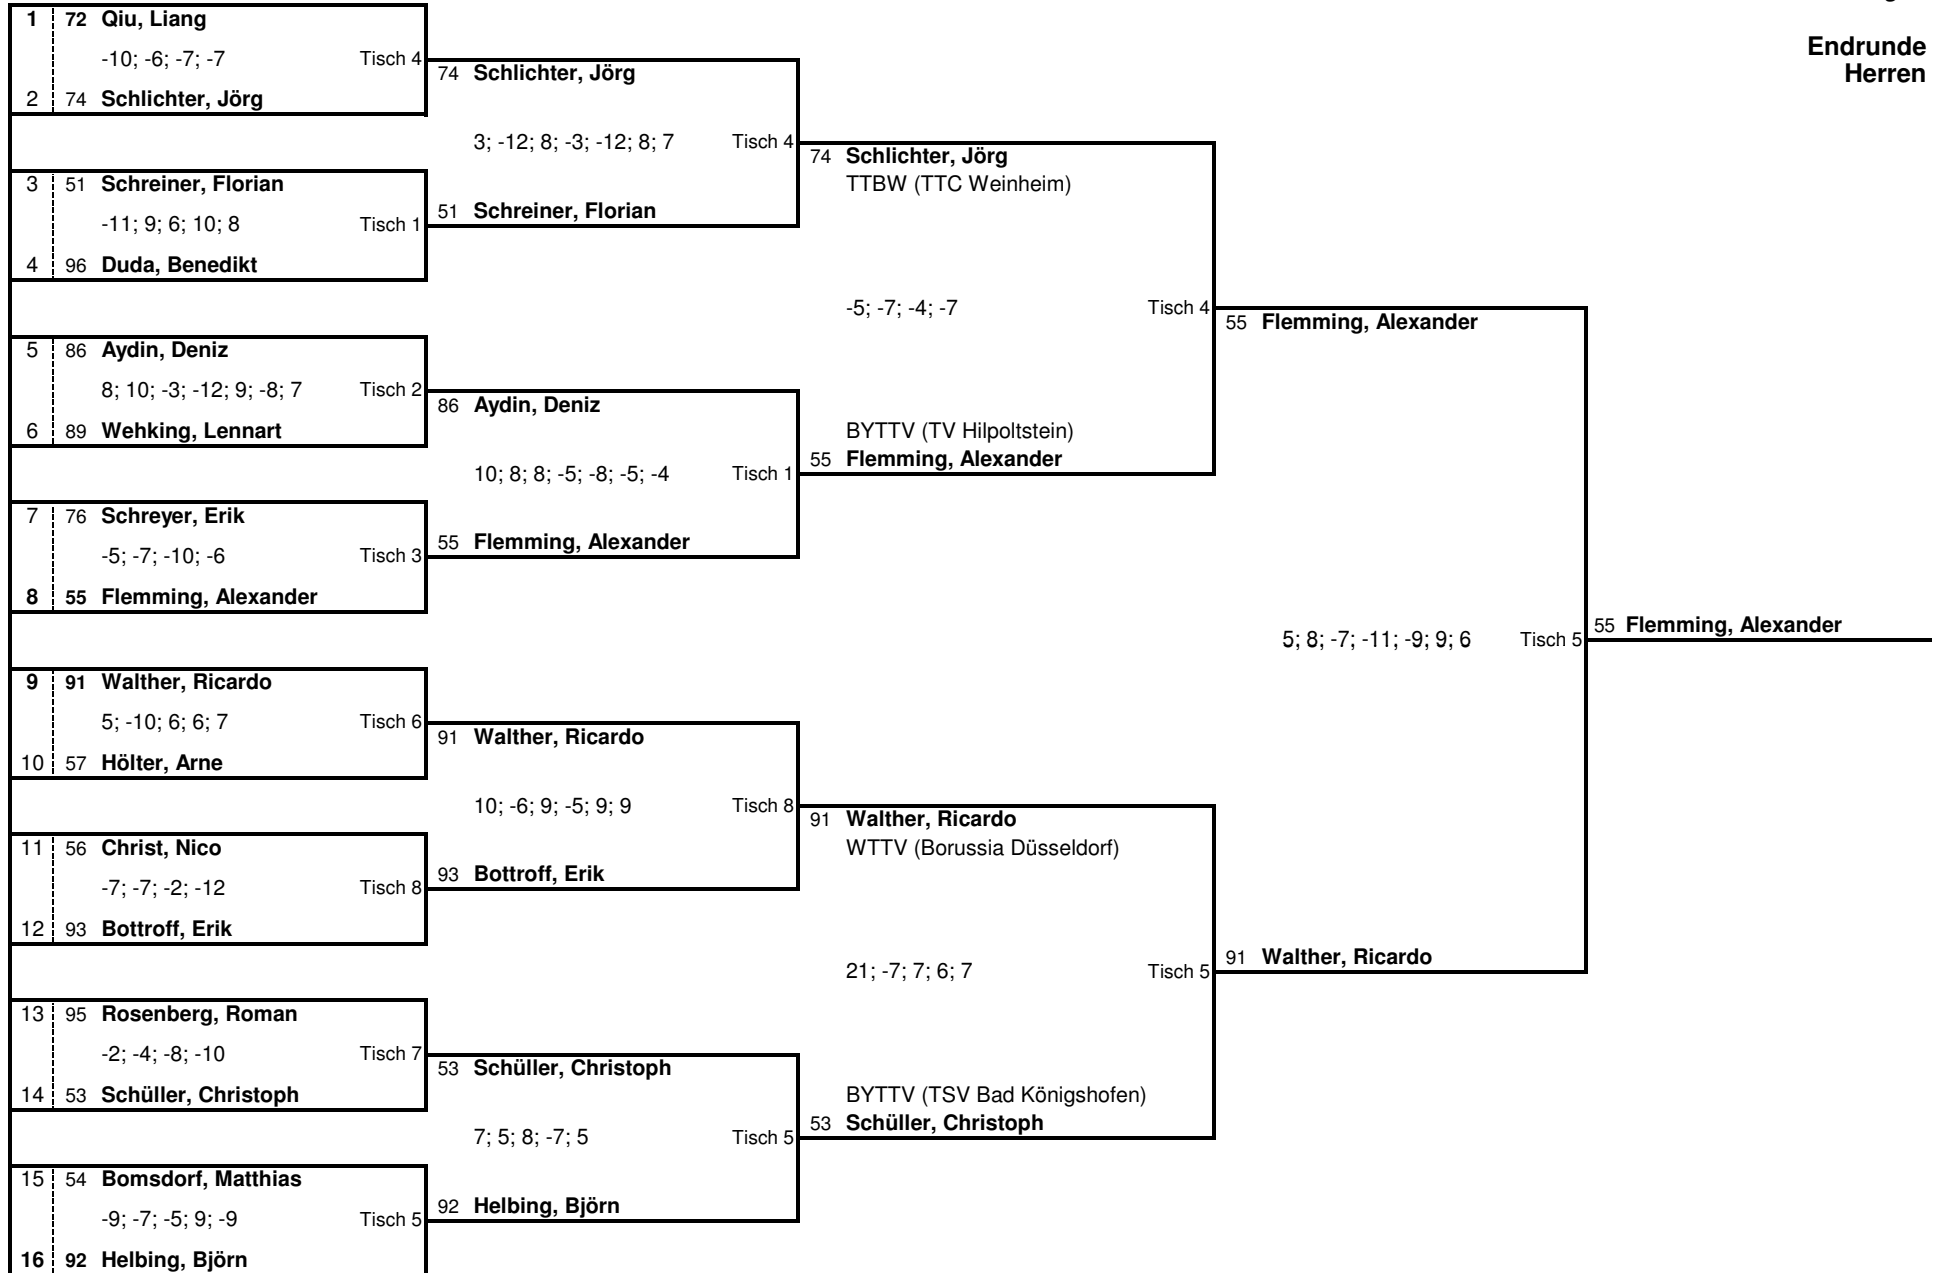 Endrunde
Herren
1 72 Qiu, Liang
-10; -6; -7; -7 Tisch 4
2 74 Schlichter, Jörg
3 51 Schreiner, Florian
-11; 9; 6; 10; 8 Tisch 1
4 96 Duda, Benedikt
5 86 Aydin, Deniz
8; 10; -3; -12; 9; -8; 7 Tisch 2
6 89 Wehking, Lennart
7 76 Schreyer, Erik
-5; -7; -10; -6 Tisch 3
8 55 Flemming, Alexander
9 91 Walther, Ricardo
5; -10; 6; 6; 7 Tisch 6
10 57 Hölter, Arne
11 56 Christ, Nico
-7; -7; -2; -12 Tisch 8
12 93 Bottroff, Erik
13 95 Rosenberg, Roman
-2; -4; -8; -10 Tisch 7
14 53 Schüller, Christoph
15 54 Bomsdorf, Matthias
-9; -7; -5; 9; -9 Tisch 5
16 92 Helbing, Björn
74 Schlichter, Jörg
3; -12; 8; -3; -12; 8; 7 Tisch 4
51 Schreiner, Florian
86 Aydin, Deniz
10; 8; 8; -5; -8; -5; -4 Tisch 1
55 Flemming, Alexander
91 Walther, Ricardo
10; -6; 9; -5; 9; 9 Tisch 8
93 Bottroff, Erik
53 Schüller, Christoph
7; 5; 8; -7; 5 Tisch 5
92 Helbing, Björn
74 Schlichter, Jörg
TTBW (TTC Weinheim)
-5; -7; -4; -7 Tisch 4
BYTTV (TV Hilpoltstein)
55 Flemming, Alexander
91 Walther, Ricardo
WTTV (Borussia Düsseldorf)
21; -7; 7; 6; 7 Tisch 5
BYTTV (TSV Bad Königshofen)
53 Schüller, Christoph
55 Flemming, Alexander
5; 8; -7; -11; -9; 9; 6 Tisch 5
91 Walther, Ricardo
55 Flemming, Alexander